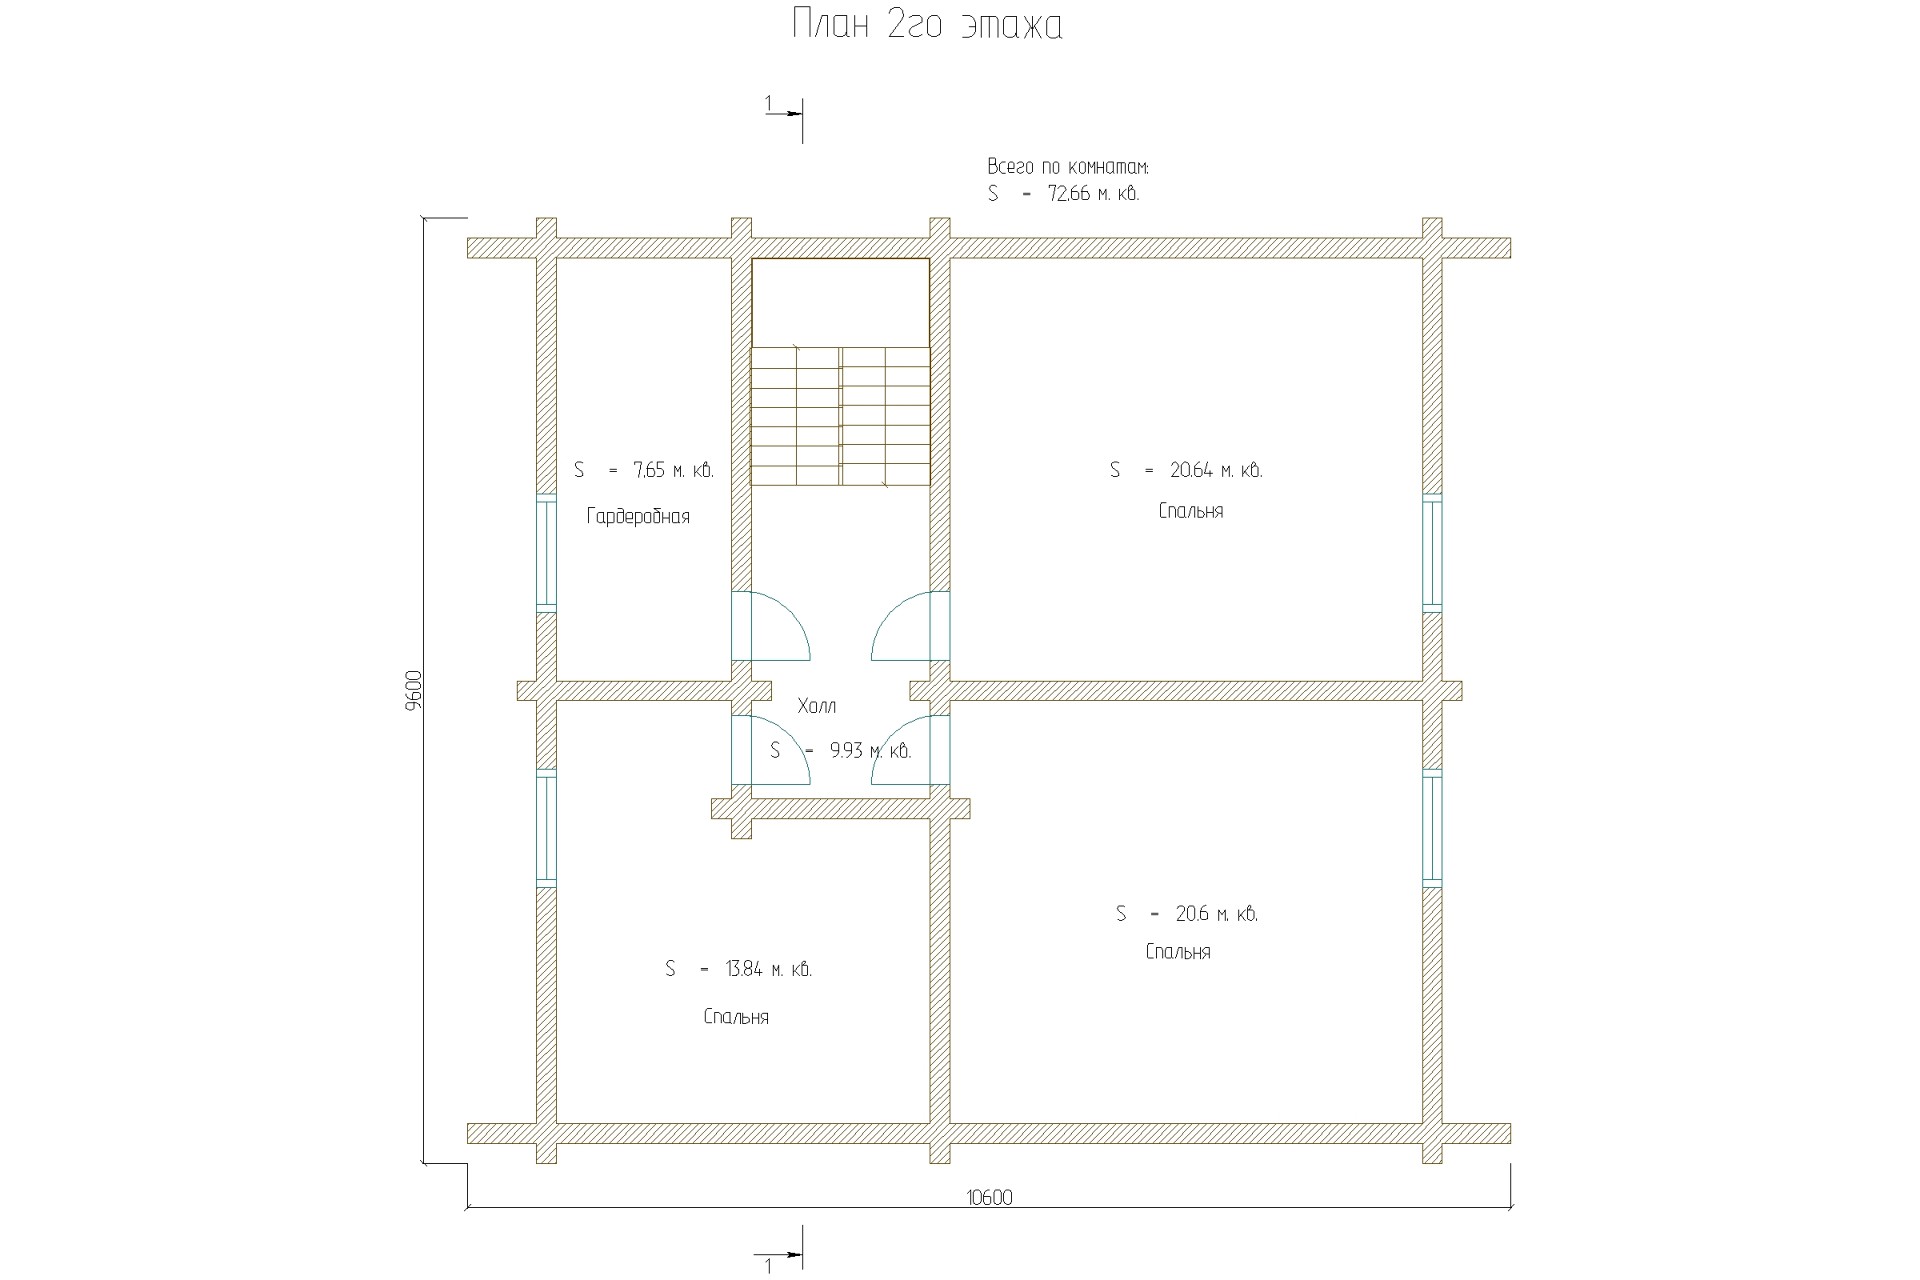 План 2го этажа
1
Всего по комнатам:
S = 72,66 м. кв.
S = 7,65 м. кв.
Гардеробная
S = 20.64 м. кв.
Спальня
9600
Холл
S = 9.93 м. кв.
S = 20.6 м. кв.
Спальня
S = 13.84 м. кв.
Спальня
10600
1